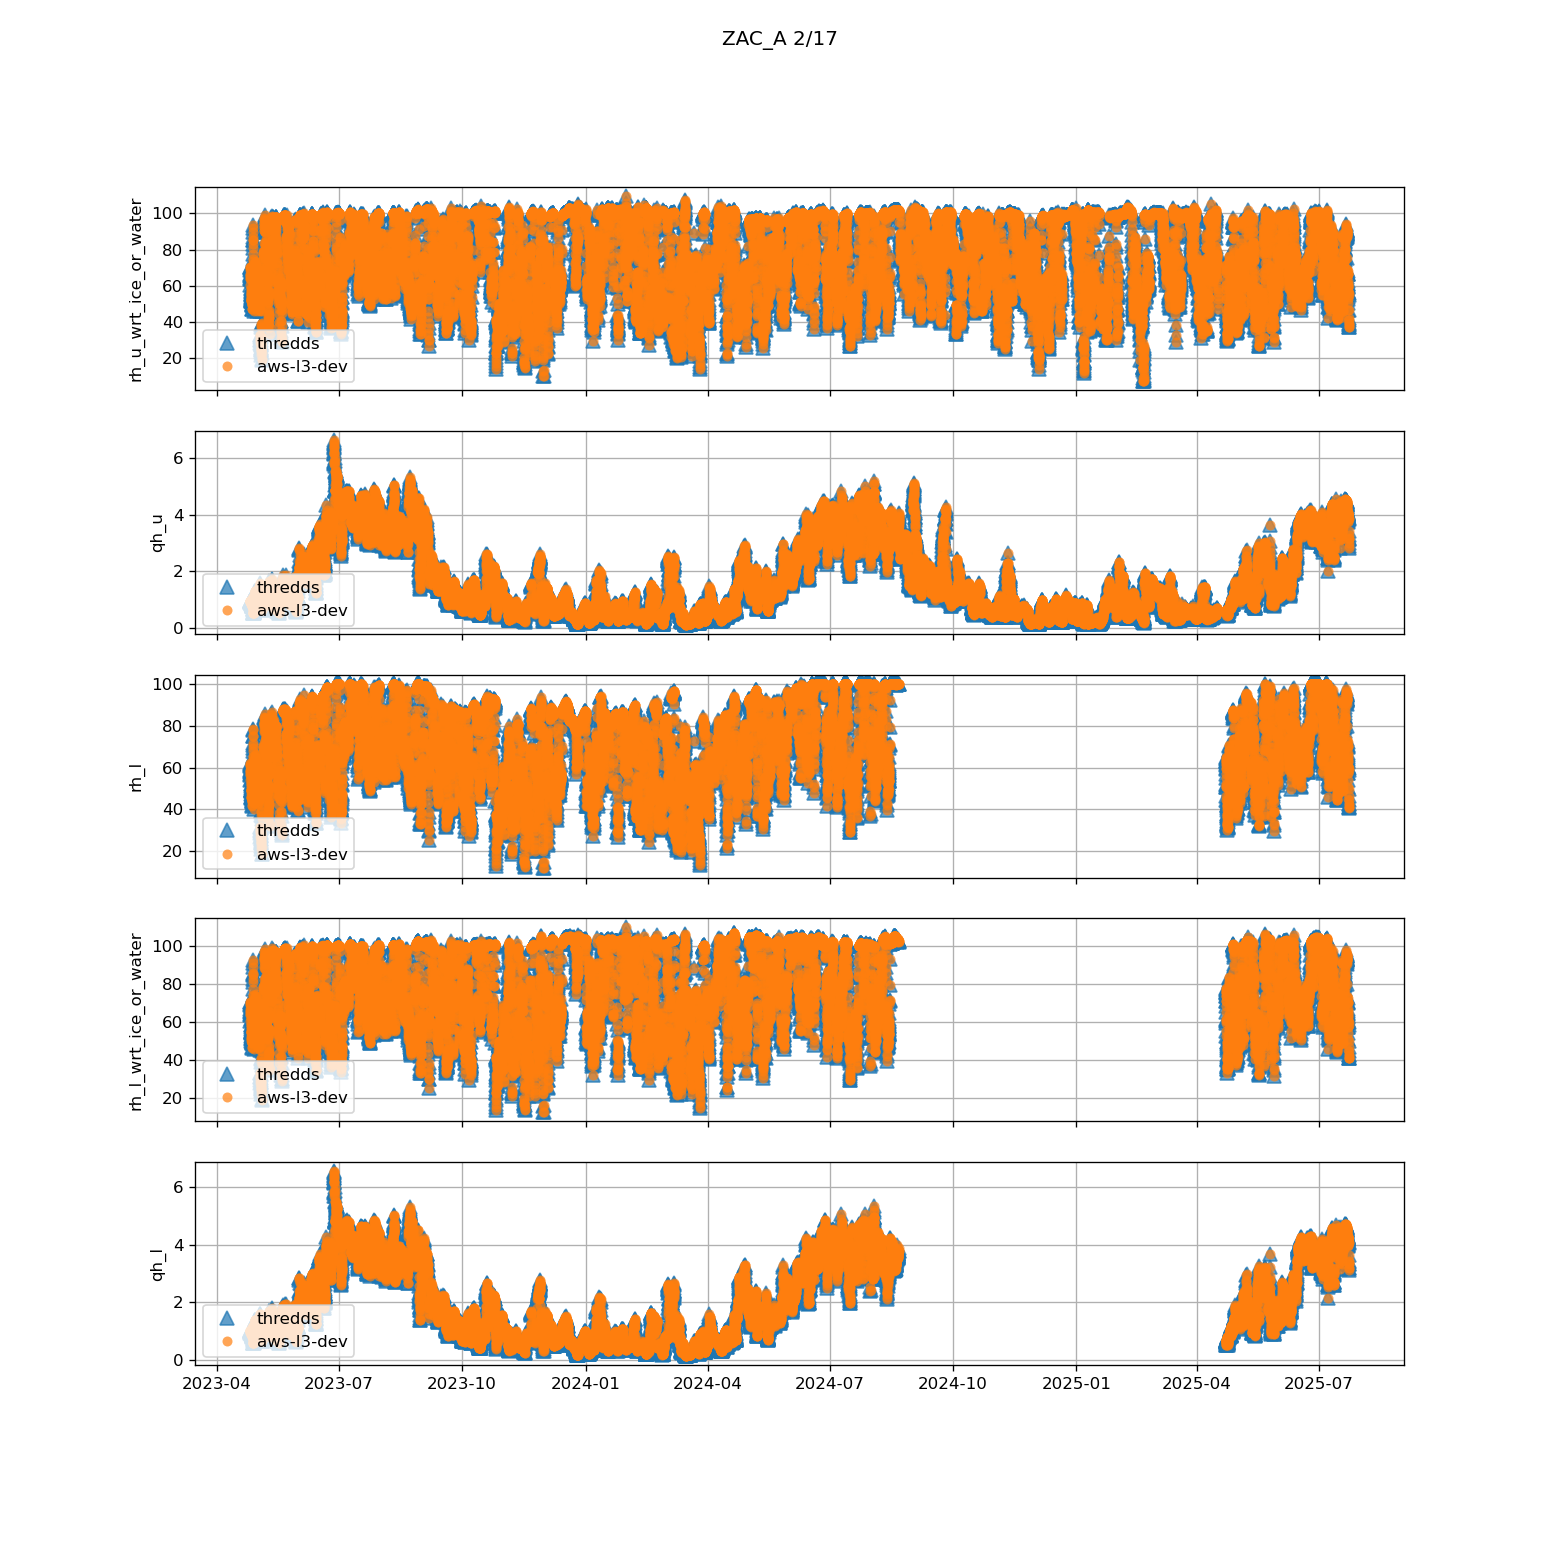 ZAC_A 2/17
rh_u_wrt_ice_or_water
100
80
60
40
20
thredds
aws-l3-dev
qh_u
6
4
2
0
thredds
aws-l3-dev
rh_l
100
80
60
40
20
thredds
aws-l3-dev
rh_l_wrt_ice_or_water
100
80
60
40
20
thredds
aws-l3-dev
qh_l
6
4
2
0
thredds
aws-l3-dev
2023-04 2023-07 2023-10 2024-01 2024-04 2024-07 2024-10 2025-01 2025-04 2025-07